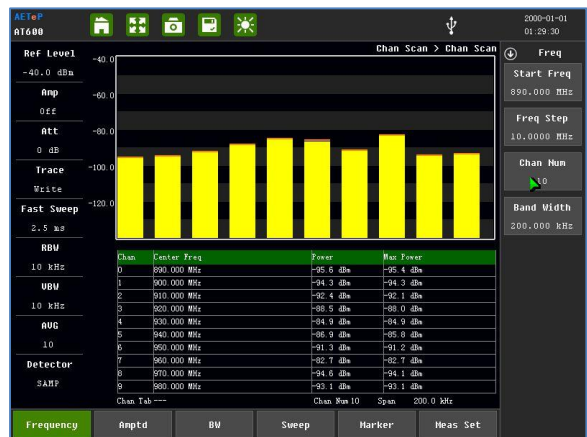 AETeP
AT600
2000-01-01
01:29:30
Chan Scan > Chan Scan
Ref Level
-40.0 dBm
Amp
Off
Att
0 dB
Trace
Write
Fast Sweep
2.5 ms
RBW
10 kHz
VBW
10 kHz
AVG
10
Detector
SAMP
-40.0
-60.0
-80.0
-100.0
-120.0
Chan Center Freq Power Max Power
0 890.000 MHz -95.6 dBm -95.4 dBm
1 900.000 MHz -94.3 dBm -94.3 dBm
2 910.000 MHz -92.4 dBm -92.1 dBm
3 920.000 MHz -88.5 dBm -88.0 dBm
4 930.000 MHz -84.9 dBm -84.9 dBm
5 940.000 MHz -86.9 dBm -85.8 dBm
6 950.000 MHz -91.3 dBm -91.2 dBm
7 960.000 MHz -82.7 dBm -82.7 dBm
8 970.000 MHz -94.6 dBm -94.1 dBm
9 980.000 MHz -93.1 dBm -93.1 dBm
Chan Tab --- Chan Num 10 Span 200.0 kHz
Freq
Start Freq
890.000 MHz
Freq Step
10.0000 MHz
Chan Num
10
Band Width
200.000 kHz
Frequency Amptd BW Sweep Marker Meas Set